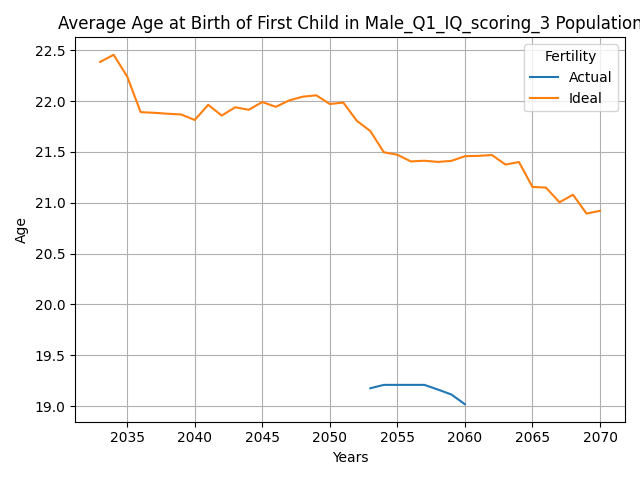 Average Age at Birth of First Child in Male_Q1_IQ_scoring_3 Population
Fertility
Actual
Ideal
22.5
22.0
21.5
21.0
20.5
20.0
19.5
19.0
Age
2035 2040 2045 2050 2055 2060 2065 2070
Years